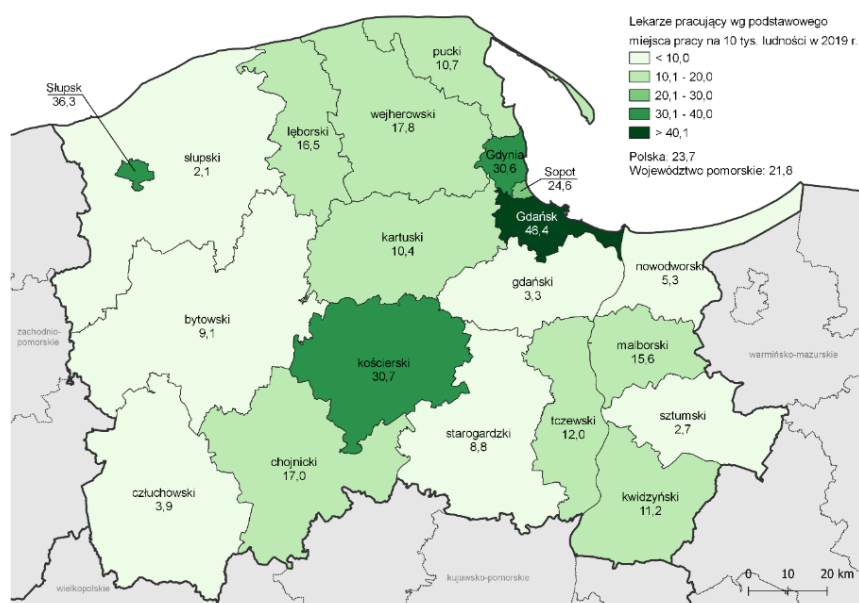 Lekarze pracujący wg podstawowego
miejsca pracy na 10 tys. ludności w 2019 r.
< 10,0
10,1 - 20,0
20,1 - 30,0
30,1 - 40,0
> 40,1
Polska: 23,7
Województwo pomorskie: 21,8
pucki
10,7
Słupsk
36,3
wejherowski
17,8
lęborski
16,5
słupski
2,1
Gdynia
30,6
Sopot
24,6
Gdańsk
46,4
kartuski
10,4
nowodworski
5,3
gdański
3,3
bytowski
9,1
zachodnio-
pomorskie
malborski
15,6
warmińsko-mazurskie
kościerski
30,7
sztumski
2,7
tczewski
12,0
starogardzki
8,8
chojnicki
17,0
człuchowski
3,9
kwidzyński
11,2
wielkopolskie
kujawsko-pomorskie
0 10 20 km